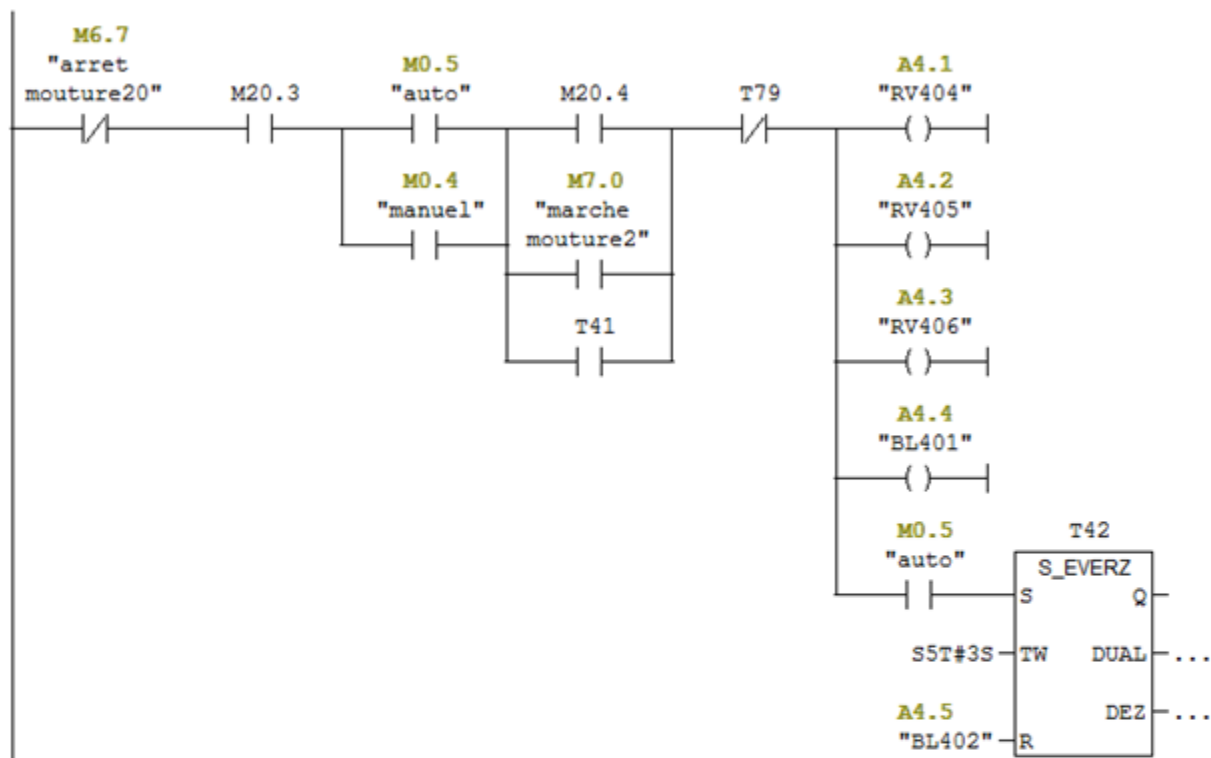 M6.7
"arret
mouture20"
M20.3
M0.5
"auto"
M20.4
T79
A4.1
"RV404"
M0.4
"manuel"
M7.0
"marche
mouture2"
A4.2
"RV405"
T41
A4.3
"RV406"
A4.4
"BL401"
M0.5
"auto"
T42
S_EVERZ
S Q
S5T#3S TW DUAL ...
A4.5
DEZ ...
"BL402" R